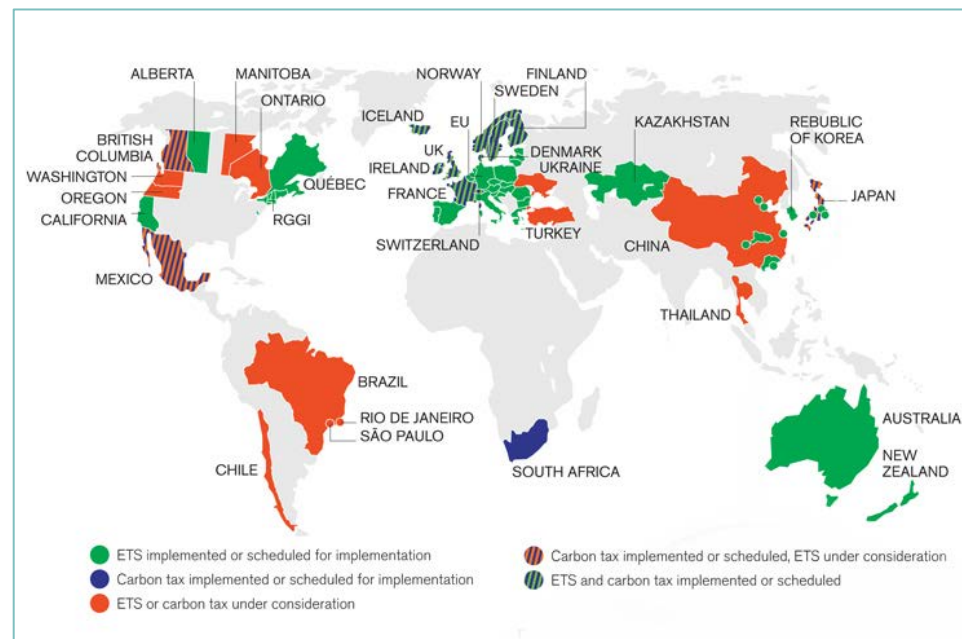 ALBERTA
MANITOBA
ONTARIO
BRITISH
COLUMBIA
WASHINGTON
OREGON
CALIFORNIA
QUÉBEC
RGGI
MEXICO
NORWAY
FINLAND
SWEDEN
ICELAND
EU
UK
IRELAND
DENMARK
UKRAINE
FRANCE
SWITZERLAND
TURKEY
KAZAKHSTAN
REPUBLIC
OF KOREA
JAPAN
CHINA
THAILAND
BRAZIL
RIO DE JANEIRO
SÃO PAULO
CHILE
SOUTH AFRICA
AUSTRALIA
NEW
ZEALAND
ETS implemented or scheduled for implementation
Carbon tax implemented or scheduled for implementation
ETS or carbon tax under consideration
Carbon tax implemented or scheduled, ETS under consideration
ETS and carbon tax implemented or scheduled